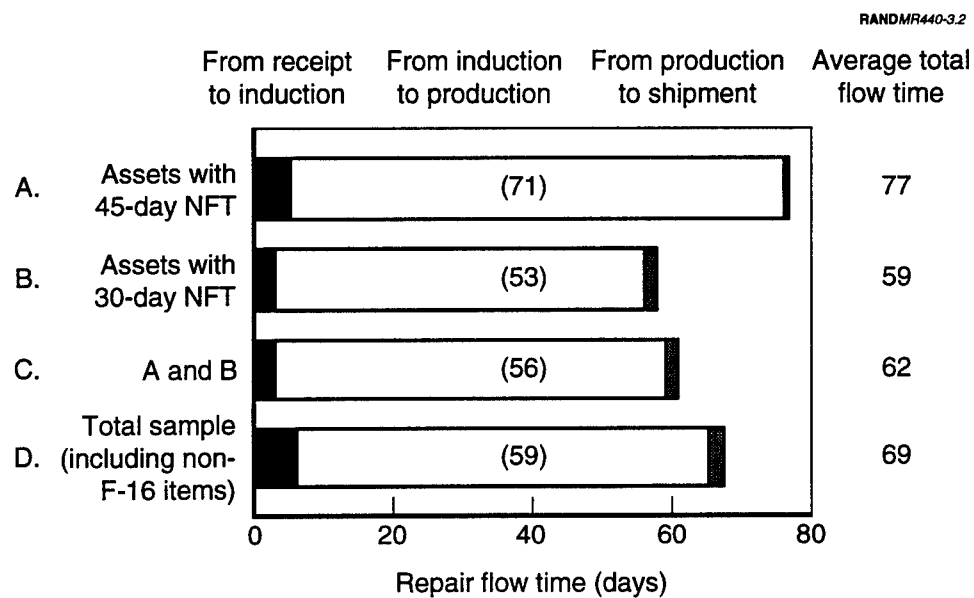 RANDMR440-3.2
From receipt to induction
From induction to production
From production to shipment
Average total flow time
A. Assets with 45-day NFT (71) 77
B. Assets with 30-day NFT (53) 59
C. A and B (56) 62
D. Total sample (including non-F-16 items) (59) 69
0 20 40 60 80
Repair flow time (days)